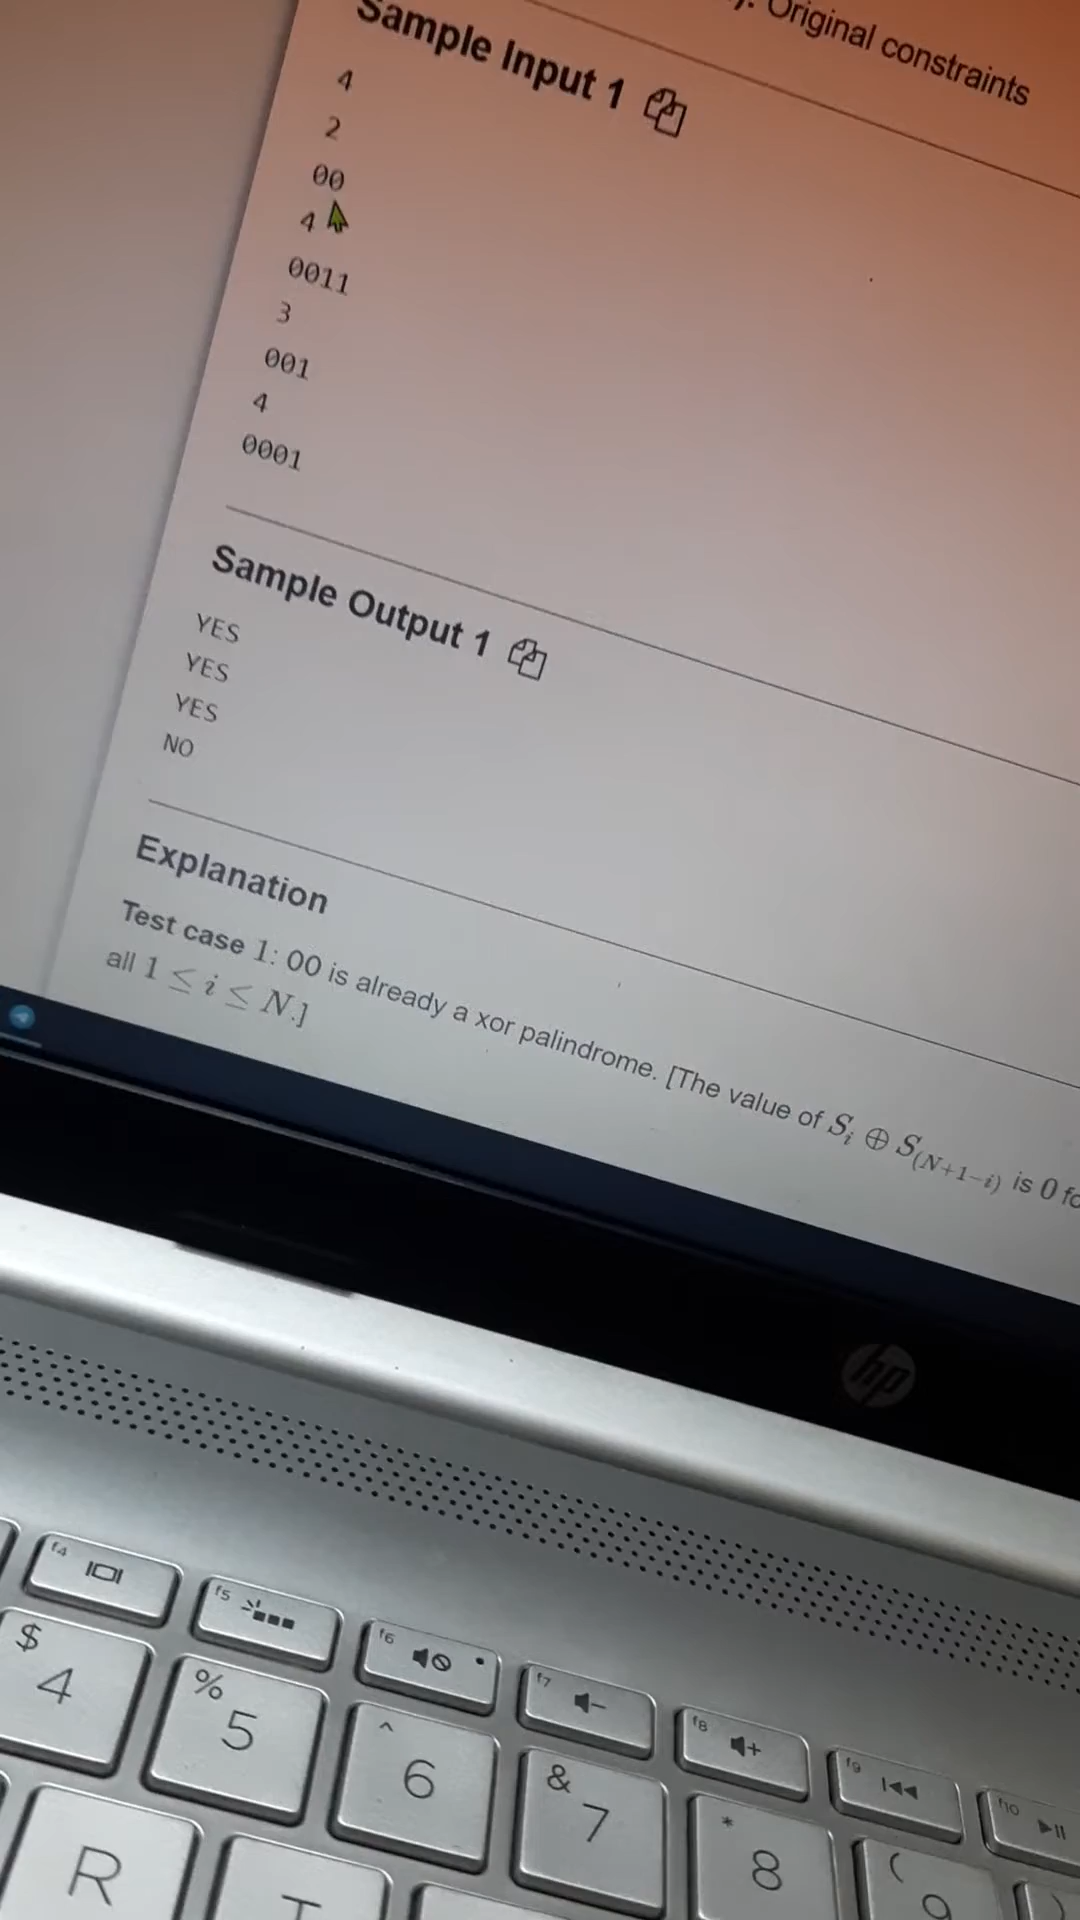 Original constraints
Sample Input 1
4
2
00
4
0011
3
001
4
0001
Sample Output 1
YES
YES
YES
NO
Explanation
Test case 1: 00 is already a xor palindrome. [The value of S_i ⊕ S_(N+1−i) is 0
all 1 ≤ i ≤ N.]
hp
f4
f5
f6
f7
f8
f9
f10
$ 4
% 5
^ 6
& 7
* 8
( 9
)
R
T